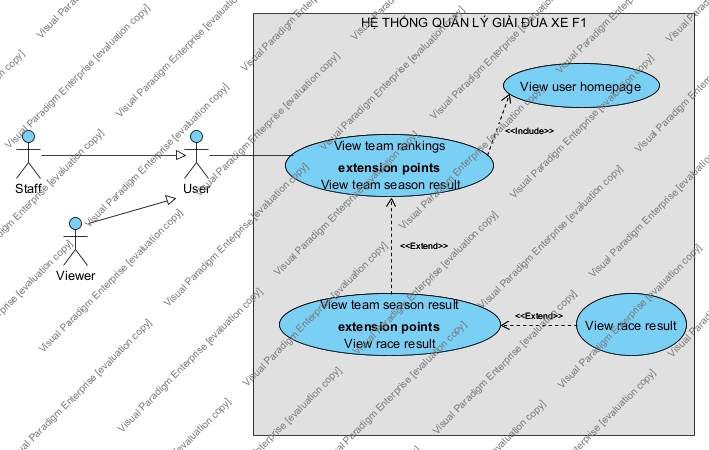 HỆ THỐNG QUẢN LÝ GIẢI ĐUA XE F1
View user homepage
<<Include>>
View team rankings
extension points
View team season result
Staff
User
Viewer
<<Extend>>
View team season result
extension points
View race result
<<Extend>>
View race result
Visual Paradigm Enterprise [evaluation copy]